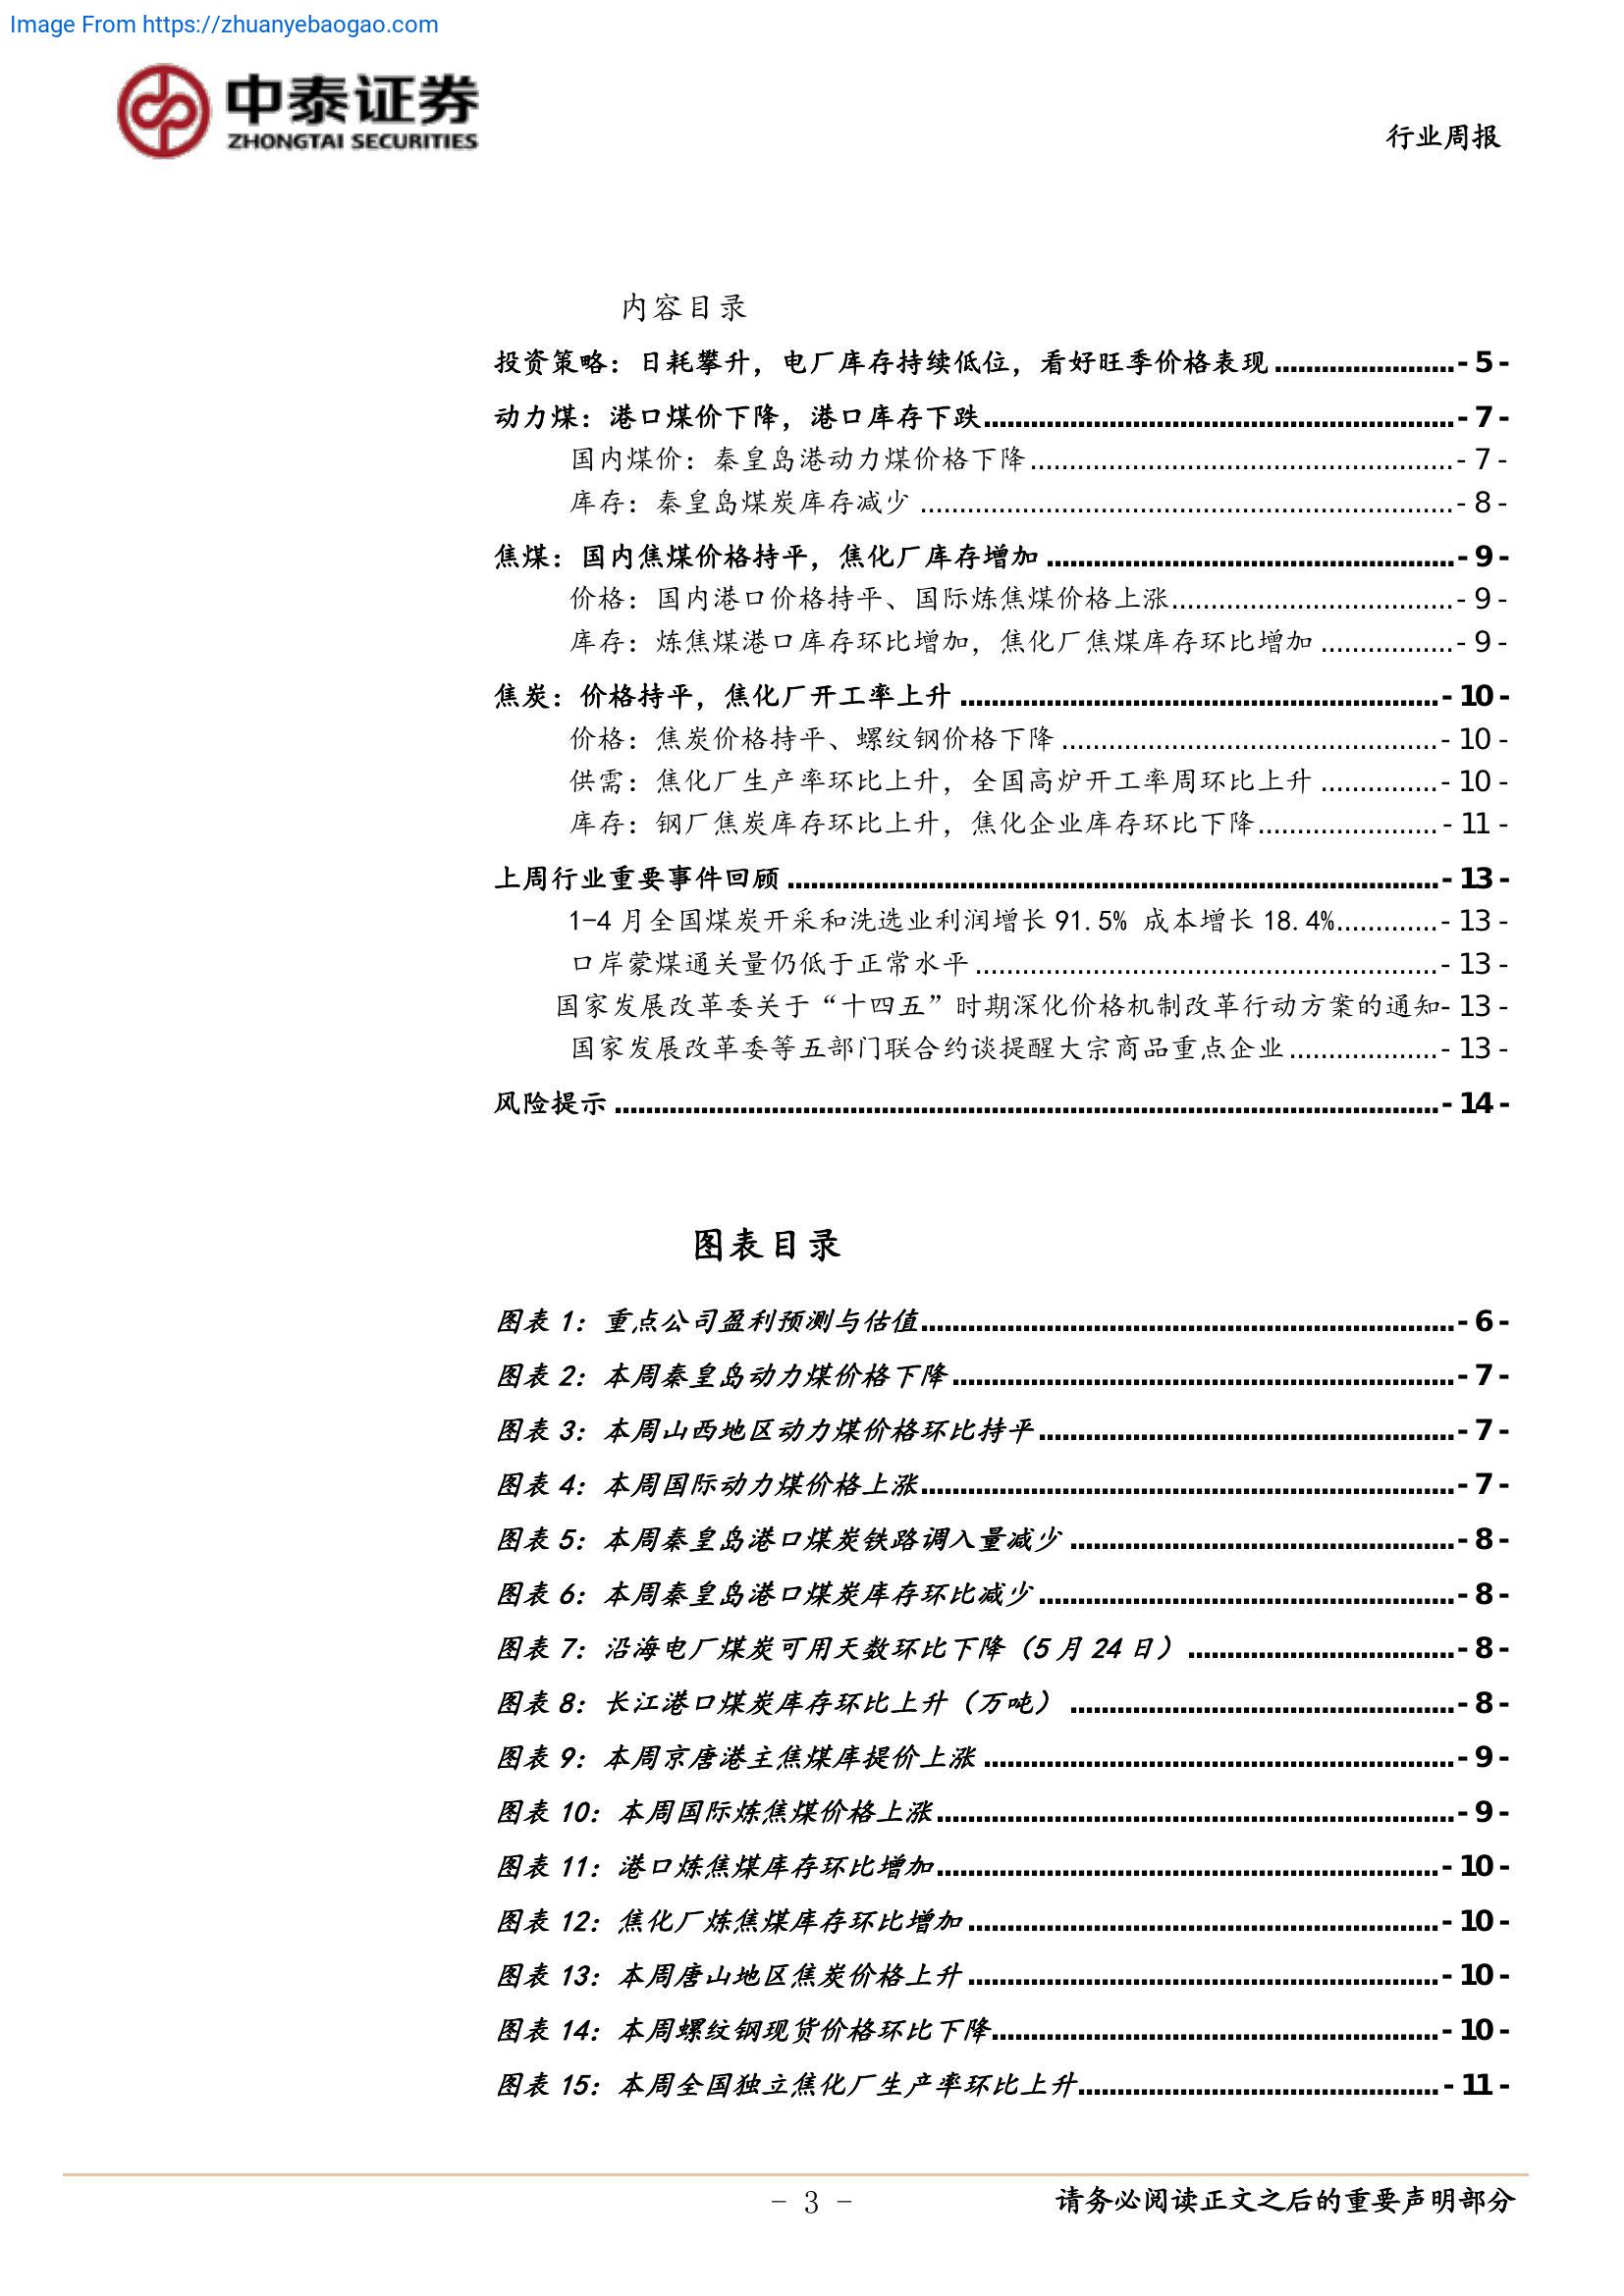 Image From https://zhuanyebaogao.com
中泰证券
ZHONGTAI SECURITIES
行业周报
内容目录
投资策略：日耗攀升，电厂库存持续低位，看好旺季价格表现.......................- 5 -
动力煤：港口煤价下降，港口库存下跌............................................................- 7 -
国内煤价：秦皇岛港动力煤价格下降......................................................- 7 -
库存：秦皇岛煤炭库存减少....................................................................- 8 -
焦煤：国内焦煤价格持平，焦化厂库存增加....................................................- 9 -
价格：国内港口价格持平、国际炼焦煤价格上涨....................................- 9 -
库存：炼焦煤港口库存环比增加，焦化厂焦煤库存环比增加.................- 9 -
焦炭：价格持平，焦化厂开工率上升.............................................................- 10 -
价格：焦炭价格持平、螺纹钢价格下降................................................- 10 -
供需：焦化厂生产率环比上升，全国高炉开工率周环比上升...............- 10 -
库存：钢厂焦炭库存环比上升，焦化企业库存环比下降.......................- 11 -
上周行业重要事件回顾...................................................................................- 13 -
1-4 月全国煤炭开采和洗选业利润增长 91.5% 成本增长 18.4%.............- 13 -
口岸蒙煤通关量仍低于正常水平...........................................................- 13 -
国家发展改革委关于“十四五”时期深化价格机制改革行动方案的通知- 13 -
国家发展改革委等五部门联合约谈提醒大宗商品重点企业...................- 13 -
风险提示.........................................................................................................- 14 -
图表目录
图表 1：重点公司盈利预测与估值....................................................................- 6 -
图表 2：本周秦皇岛动力煤价格下降................................................................- 7 -
图表 3：本周山西地区动力煤价格环比持平.....................................................- 7 -
图表 4：本周国际动力煤价格上涨....................................................................- 7 -
图表 5：本周秦皇岛港口煤炭铁路调入量减少.................................................- 8 -
图表 6：本周秦皇岛港口煤炭库存环比减少.....................................................- 8 -
图表 7：沿海电厂煤炭可用天数环比下降（5 月 24 日）..................................- 8 -
图表 8：长江港口煤炭库存环比上升（万吨）.................................................- 8 -
图表 9：本周京唐港主焦煤库提价上涨............................................................- 9 -
图表 10：本周国际炼焦煤价格上涨..................................................................- 9 -
图表 11：港口炼焦煤库存环比增加................................................................- 10 -
图表 12：焦化厂炼焦煤库存环比增加............................................................- 10 -
图表 13：本周唐山地区焦炭价格上升............................................................- 10 -
图表 14：本周螺纹钢现货价格环比下降.........................................................- 10 -
图表 15：本周全国独立焦化厂生产率环比上升..............................................- 11 -
- 3 -
请务必阅读正文之后的重要声明部分